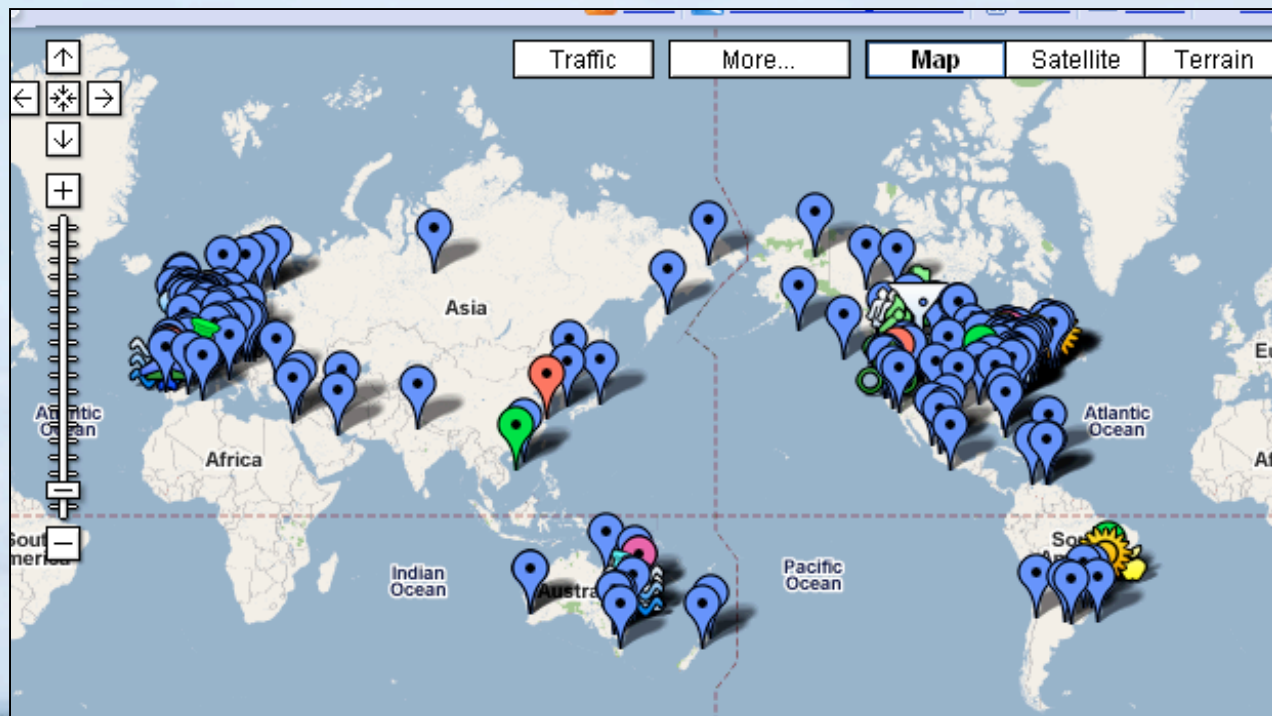 Traffic
More...
Map
Satellite
Terrain
Asia
Atlantic
Ocean
Africa
Atlantic
Ocean
Indian
Ocean
Pacific
Ocean